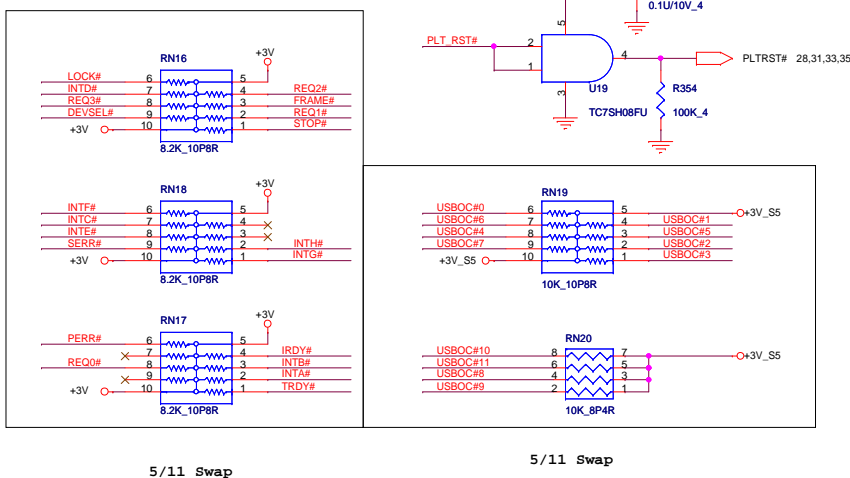 0.1U/10V_4
5
PLT_RST#
2
1
4
3
U19
TC7SH08FU
PLTRST# 28,31,33,35
R354
100K_4
RN16
+3V
LOCK# 6 5
INTD# 7 4 REQ2#
REQ3# 8 3 FRAME#
DEVSEL# 9 2 REQ1#
+3V 10 1 STOP#
8.2K_10P8R
RN18
+3V
INTF# 6 5
INTC# 7 4
INTE# 8 3
SERR# 9 2 INTH#
+3V 10 1 INTG#
8.2K_10P8R
RN17
+3V
PERR# 6 5
7 4 IRDY#
REQ0# 8 3 INTB#
9 2 INTA#
+3V 10 1 TRDY#
8.2K_10P8R
5/11 Swap
RN19
USBOC#0 6 5 +3V_S5
USBOC#6 7 4 USBOC#1
USBOC#4 8 3 USBOC#5
USBOC#7 9 2 USBOC#2
+3V_S5 10 1 USBOC#3
10K_10P8R
RN20
USBOC#10 8 7 +3V_S5
USBOC#11 6 5
USBOC#8 4 3
USBOC#9 2 1
10K_8P4R
5/11 Swap